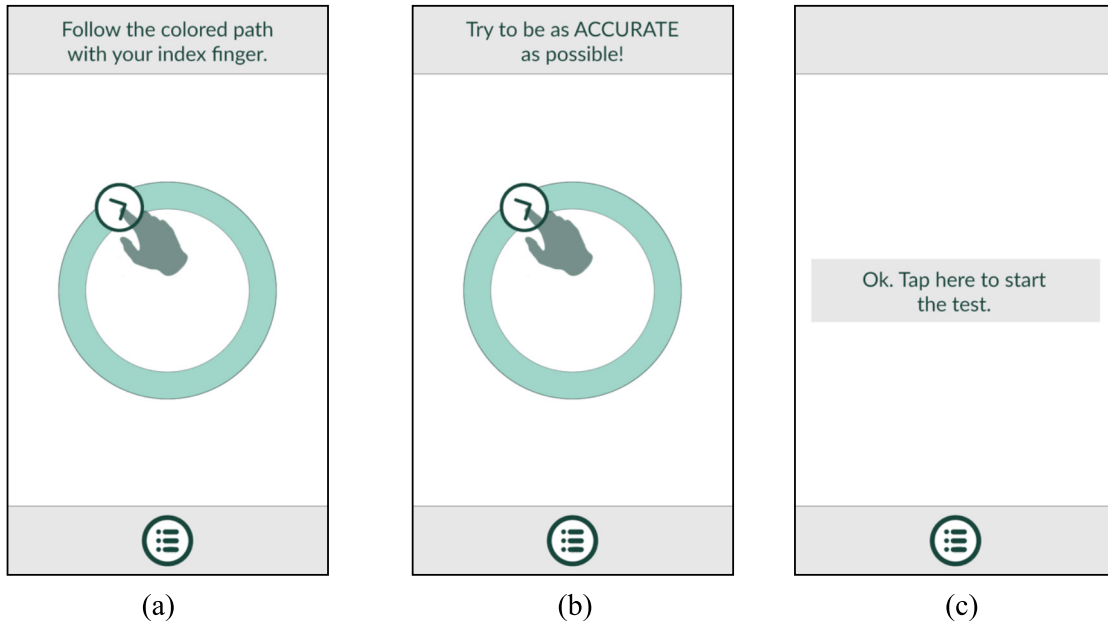 Follow the colored path
with your index finger.
Try to be as ACCURATE
as possible!
Ok. Tap here to start
the test.
(a)
(b)
(c)